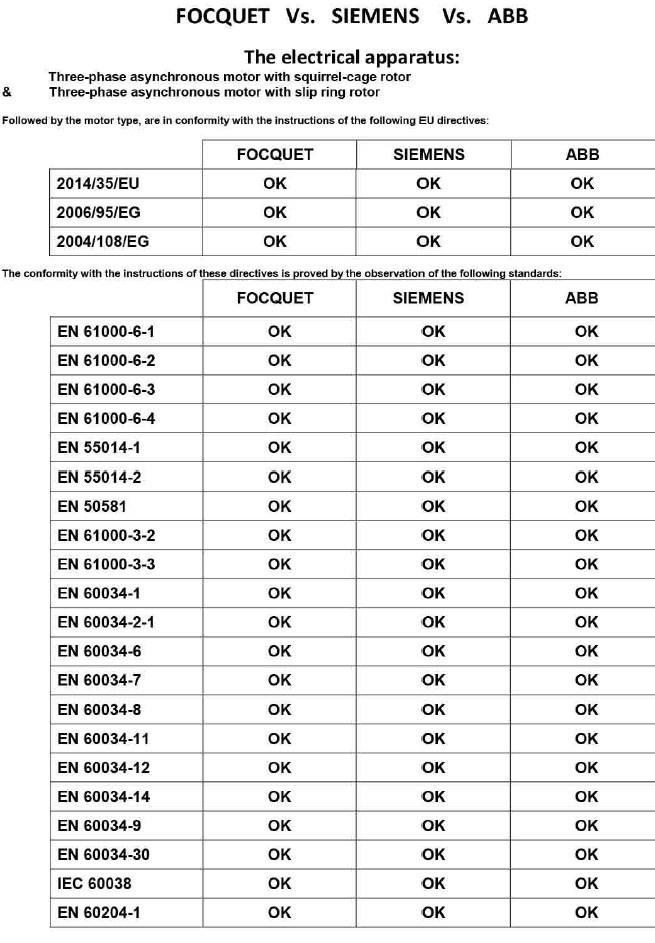 FOCQUET Vs. SIEMENS Vs. ABB
The electrical apparatus:
Three-phase asynchronous motor with squirrel-cage rotor
& Three-phase asynchronous motor with slip ring rotor
Followed by the motor type, are in conformity with the instructions of the following EU directives:
FOCQUET SIEMENS ABB
2014/35/EU OK OK OK
2006/95/EG OK OK OK
2004/108/EG OK OK OK
The conformity with the instructions of these directives is proved by the observation of the following standards:
FOCQUET SIEMENS ABB
EN 61000-6-1 OK OK OK
EN 61000-6-2 OK OK OK
EN 61000-6-3 OK OK OK
EN 61000-6-4 OK OK OK
EN 55014-1 OK OK OK
EN 55014-2 OK OK OK
EN 50581 OK OK OK
EN 61000-3-2 OK OK OK
EN 61000-3-3 OK OK OK
EN 60034-1 OK OK OK
EN 60034-2-1 OK OK OK
EN 60034-6 OK OK OK
EN 60034-7 OK OK OK
EN 60034-8 OK OK OK
EN 60034-11 OK OK OK
EN 60034-12 OK OK OK
EN 60034-14 OK OK OK
EN 60034-9 OK OK OK
EN 60034-30 OK OK OK
IEC 60038 OK OK OK
EN 60204-1 OK OK OK